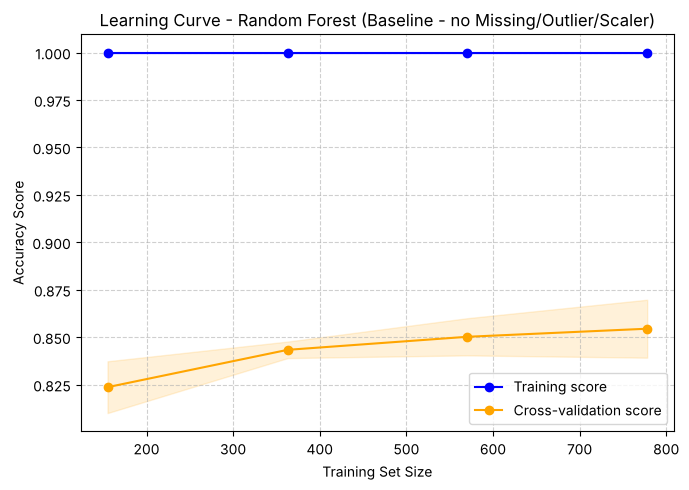 Learning Curve - Random Forest (Baseline - no Missing/Outlier/Scaler)
1.000
0.975
0.950
0.925
0.900
0.875
0.850
0.825
Accuracy Score
Training score
Cross-validation score
200 300 400 500 600 700 800
Training Set Size